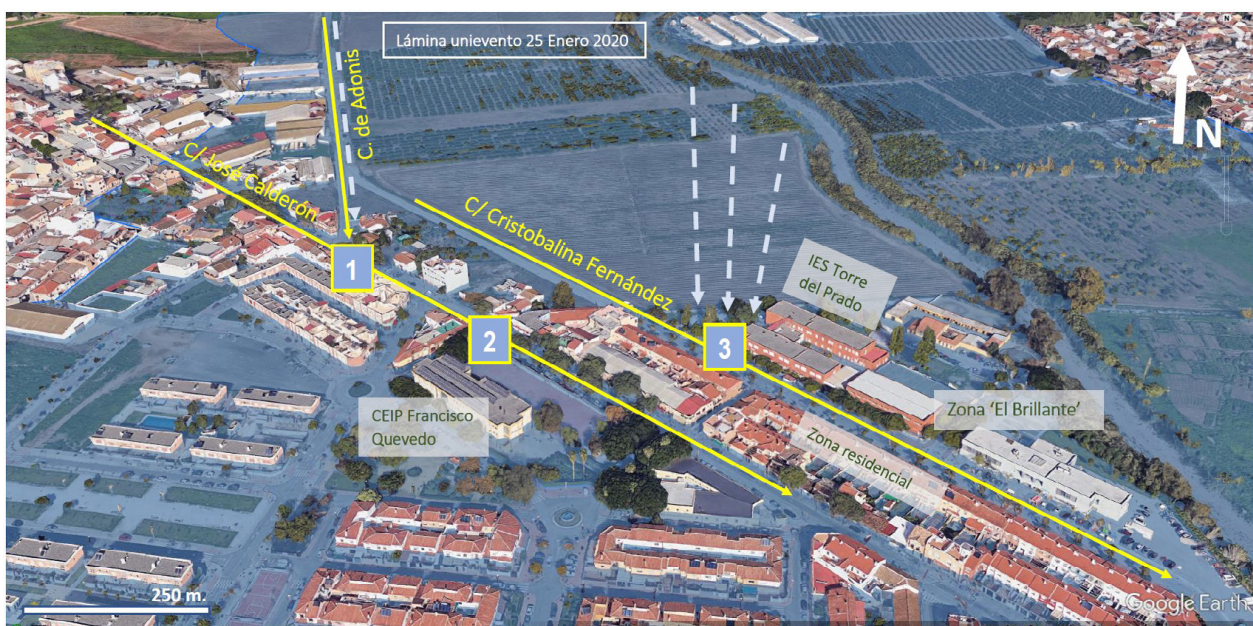 Lámina unievento 25 Enero 2020
N
C. de Adonis
C/ José Calderón
C/ Cristobalina Fernández
1
IES Torre
del Prado
2
3
CEIP Francisco
Quevedo
Zona ‘El Brillante’
Zona residencial
250 m.
Google Earth